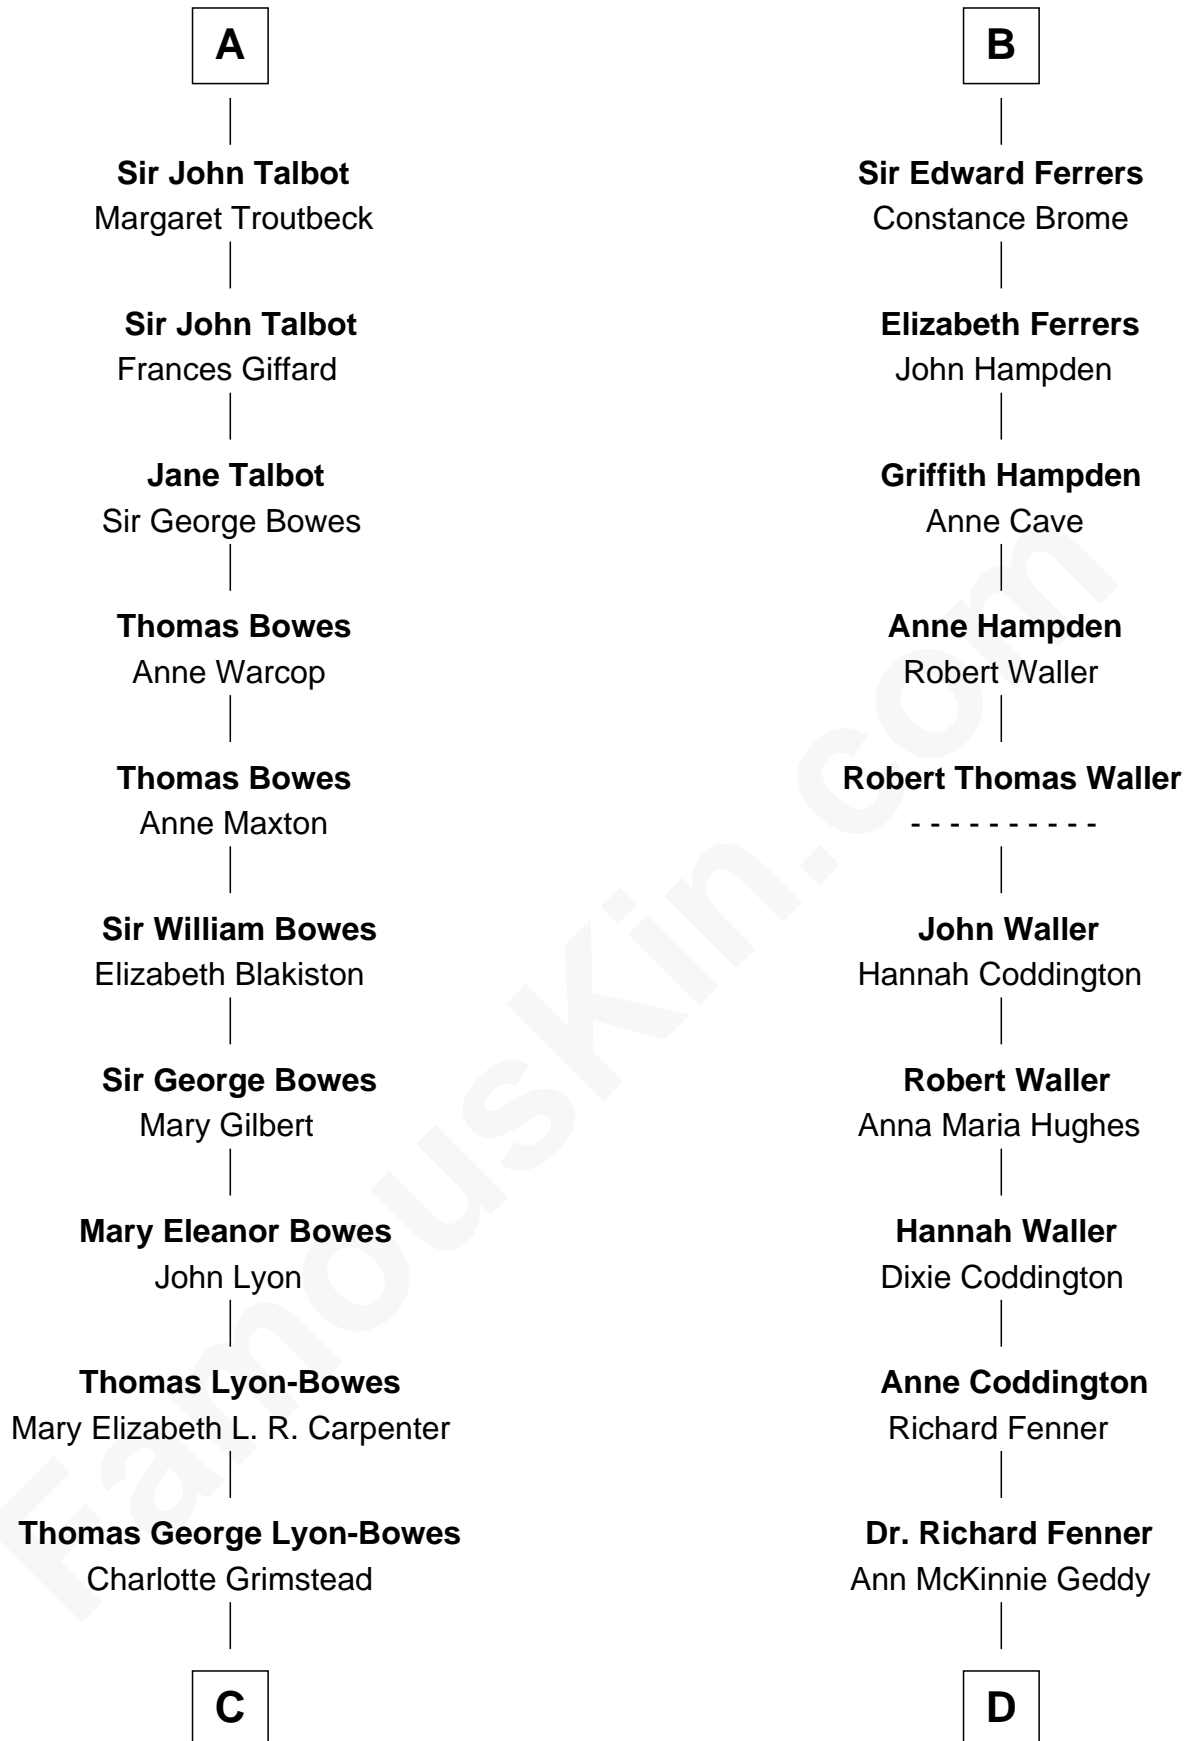 A
Sir John Talbot
Margaret Troutbeck
Sir John Talbot
Frances Giffard
Jane Talbot
Sir George Bowes
Thomas Bowes
Anne Warcop
Thomas Bowes
Anne Maxton
Sir William Bowes
Elizabeth Blakiston
Sir George Bowes
Mary Gilbert
Mary Eleanor Bowes
John Lyon
Thomas Lyon-Bowes
Mary Elizabeth L. R. Carpenter
Thomas George Lyon-Bowes
Charlotte Grimstead
C
B
Sir Edward Ferrers
Constance Brome
Elizabeth Ferrers
John Hampden
Griffith Hampden
Anne Cave
Anne Hampden
Robert Waller
Robert Thomas Waller
- - - - - - - - - -
John Waller
Hannah Coddington
Robert Waller
Anna Maria Hughes
Hannah Waller
Dixie Coddington
Anne Coddington
Richard Fenner
Dr. Richard Fenner
Ann McKinnie Geddy
D
FamousKin.com